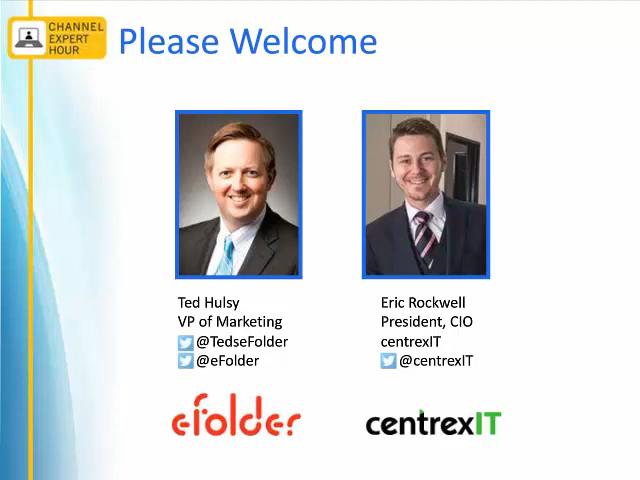 CHANNEL
EXPERT
HOUR
Please Welcome
Ted Hulsy
VP of Marketing
@TedseFolder
@eFolder
Eric Rockwell
President, CIO
centrexIT
@centrexIT
eFolder
centrexIT